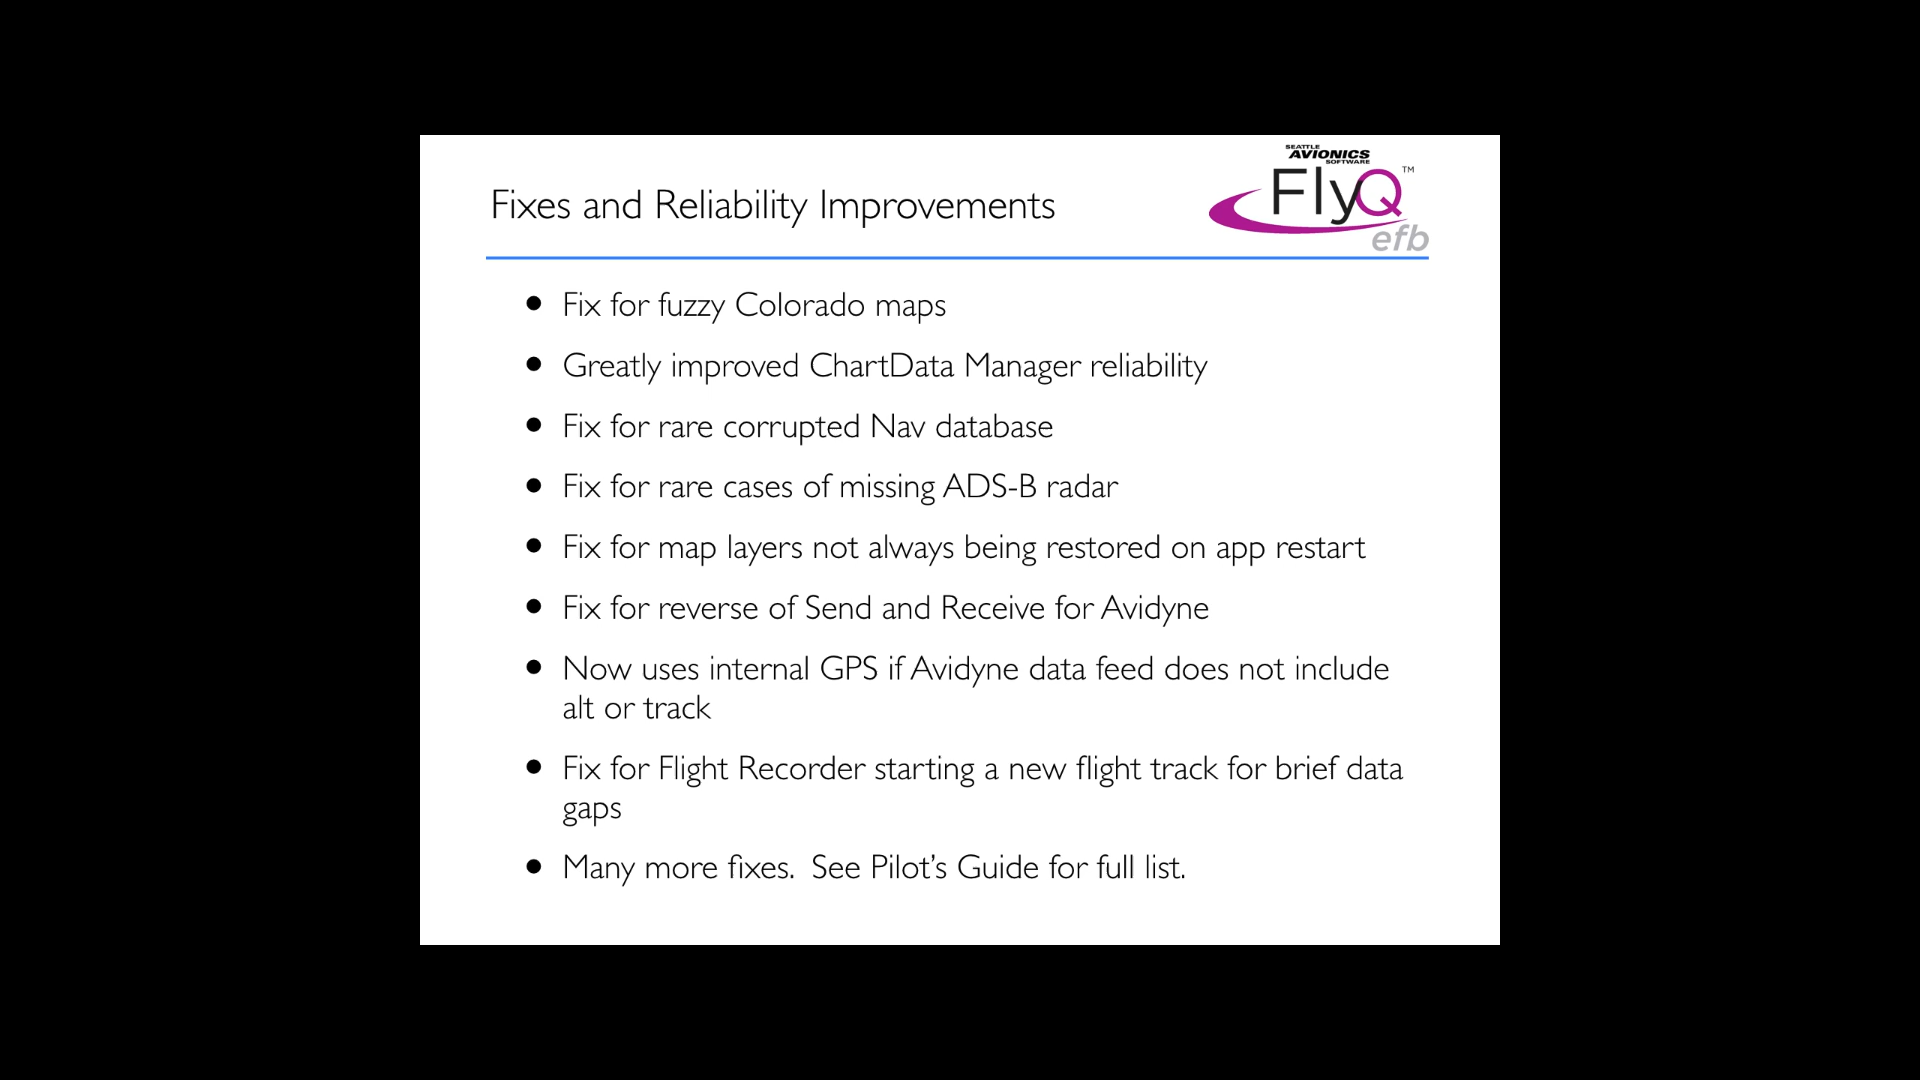 SEATTLE
AVIONICS
SOFTWARE
FlyQ™
efb
Fixes and Reliability Improvements
• Fix for fuzzy Colorado maps
• Greatly improved ChartData Manager reliability
• Fix for rare corrupted Nav database
• Fix for rare cases of missing ADS-B radar
• Fix for map layers not always being restored on app restart
• Fix for reverse of Send and Receive for Avidyne
• Now uses internal GPS if Avidyne data feed does not include
alt or track
• Fix for Flight Recorder starting a new flight track for brief data
gaps
• Many more fixes.  See Pilot’s Guide for full list.